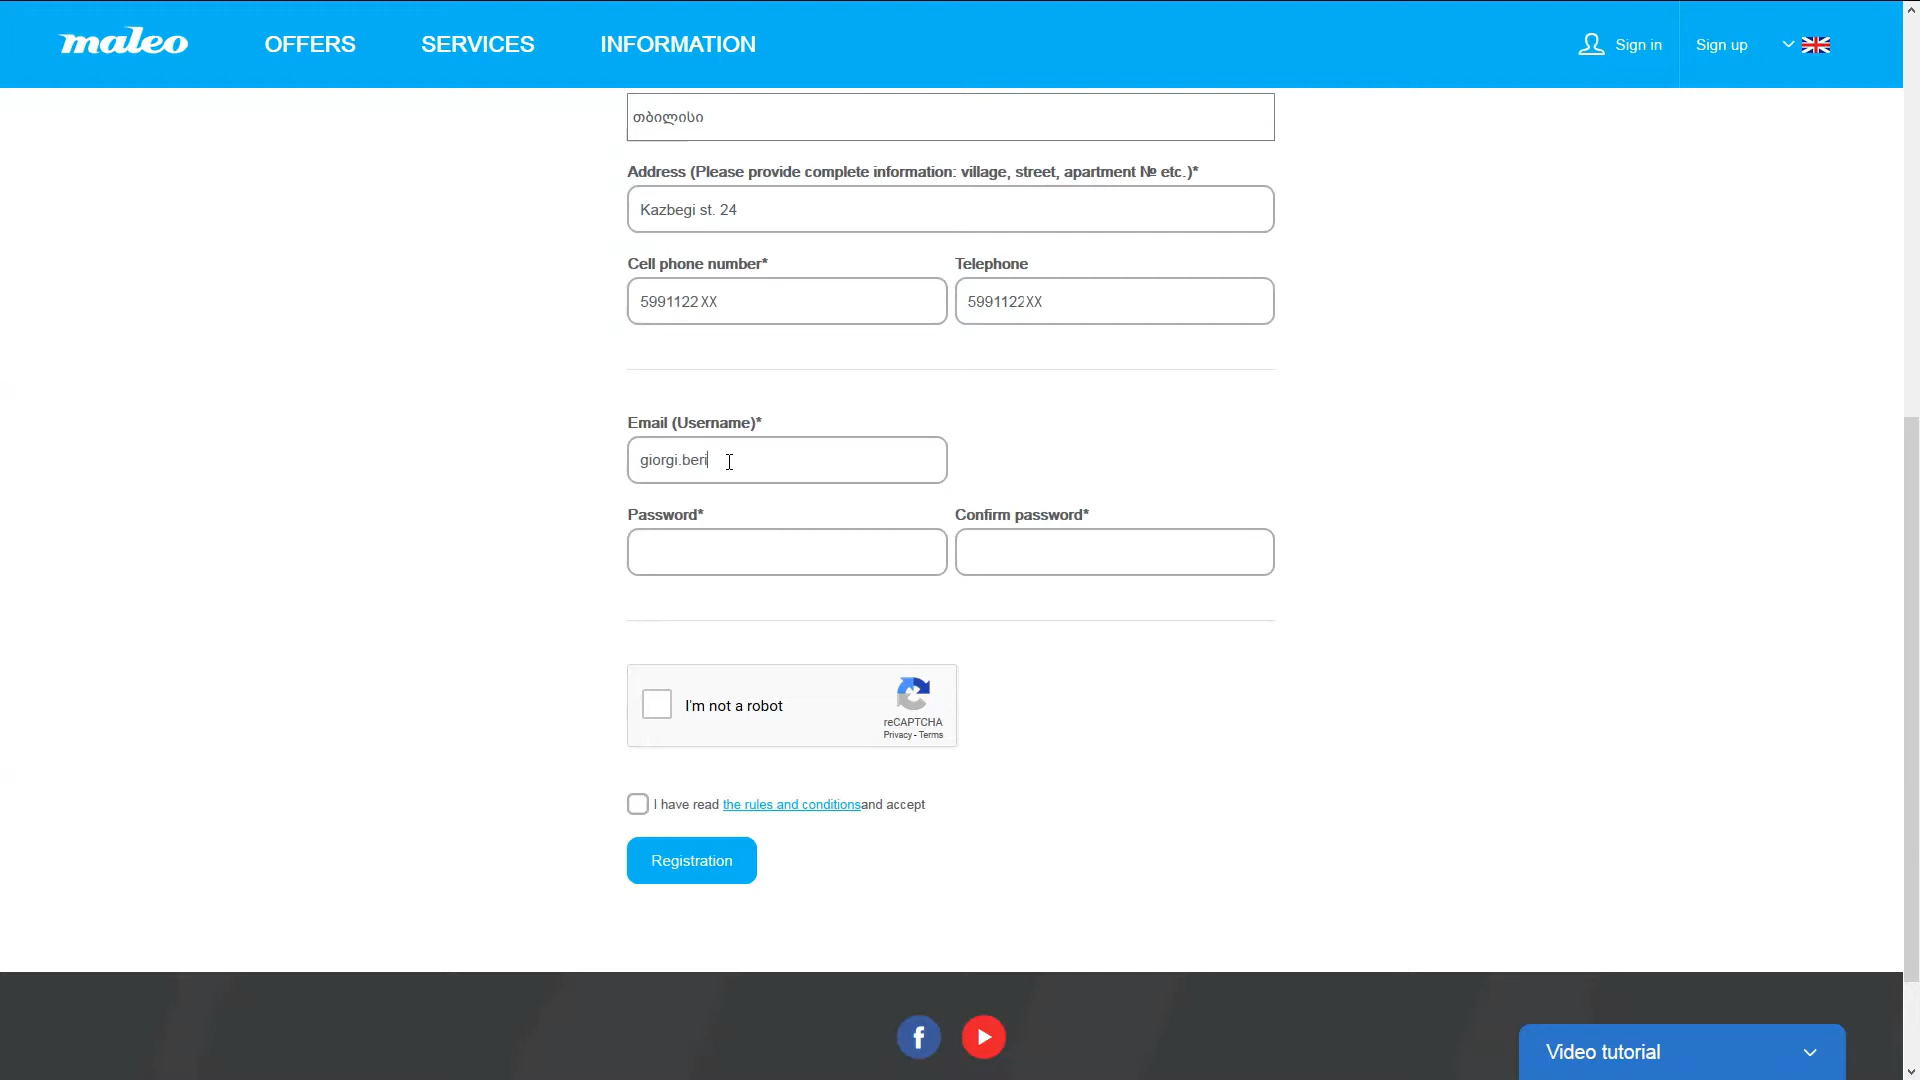 maleo OFFERS SERVICES INFORMATION Sign in Sign up
თბილისი
Address (Please provide complete information: village, street, apartment № etc.)*
Kazbegi st. 24
Cell phone number* Telephone
5991122XX 5991122XX
Email (Username)*
giorgi.beri
Password* Confirm password*
I'm not a robot
reCAPTCHA
Privacy - Terms
I have read the rules and conditionsand accept
Registration
Video tutorial